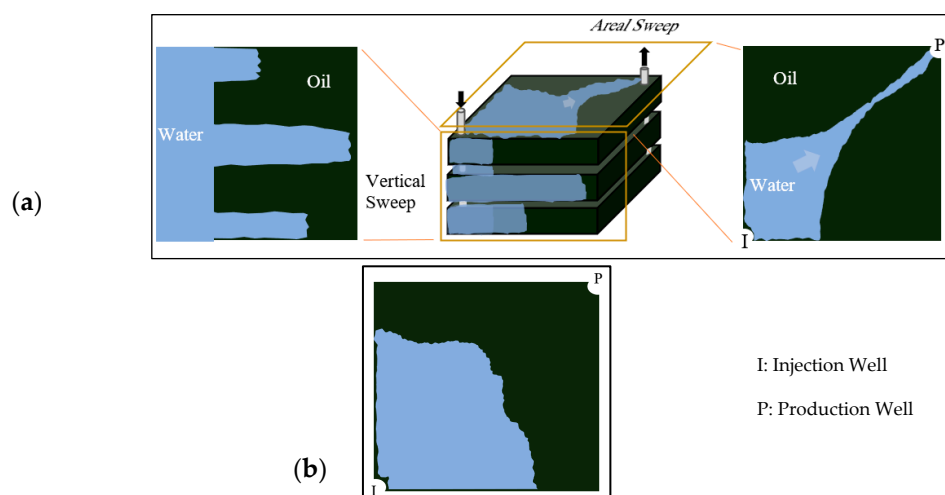 Areal Sweep
Oil
Water
Vertical
Sweep
P
Oil
Water
I
(a)
P
I
(b)
I: Injection Well
P: Production Well